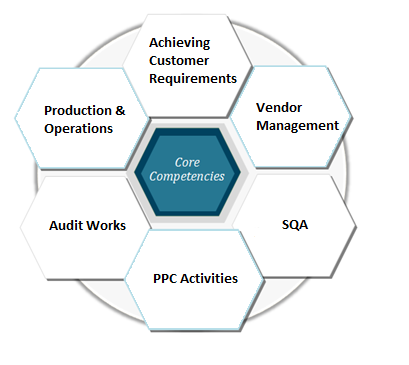 Achieving
Customer
Requirements
Production &
Operations
Vendor
Management
Core
Competencies
Audit Works
SQA
PPC Activities